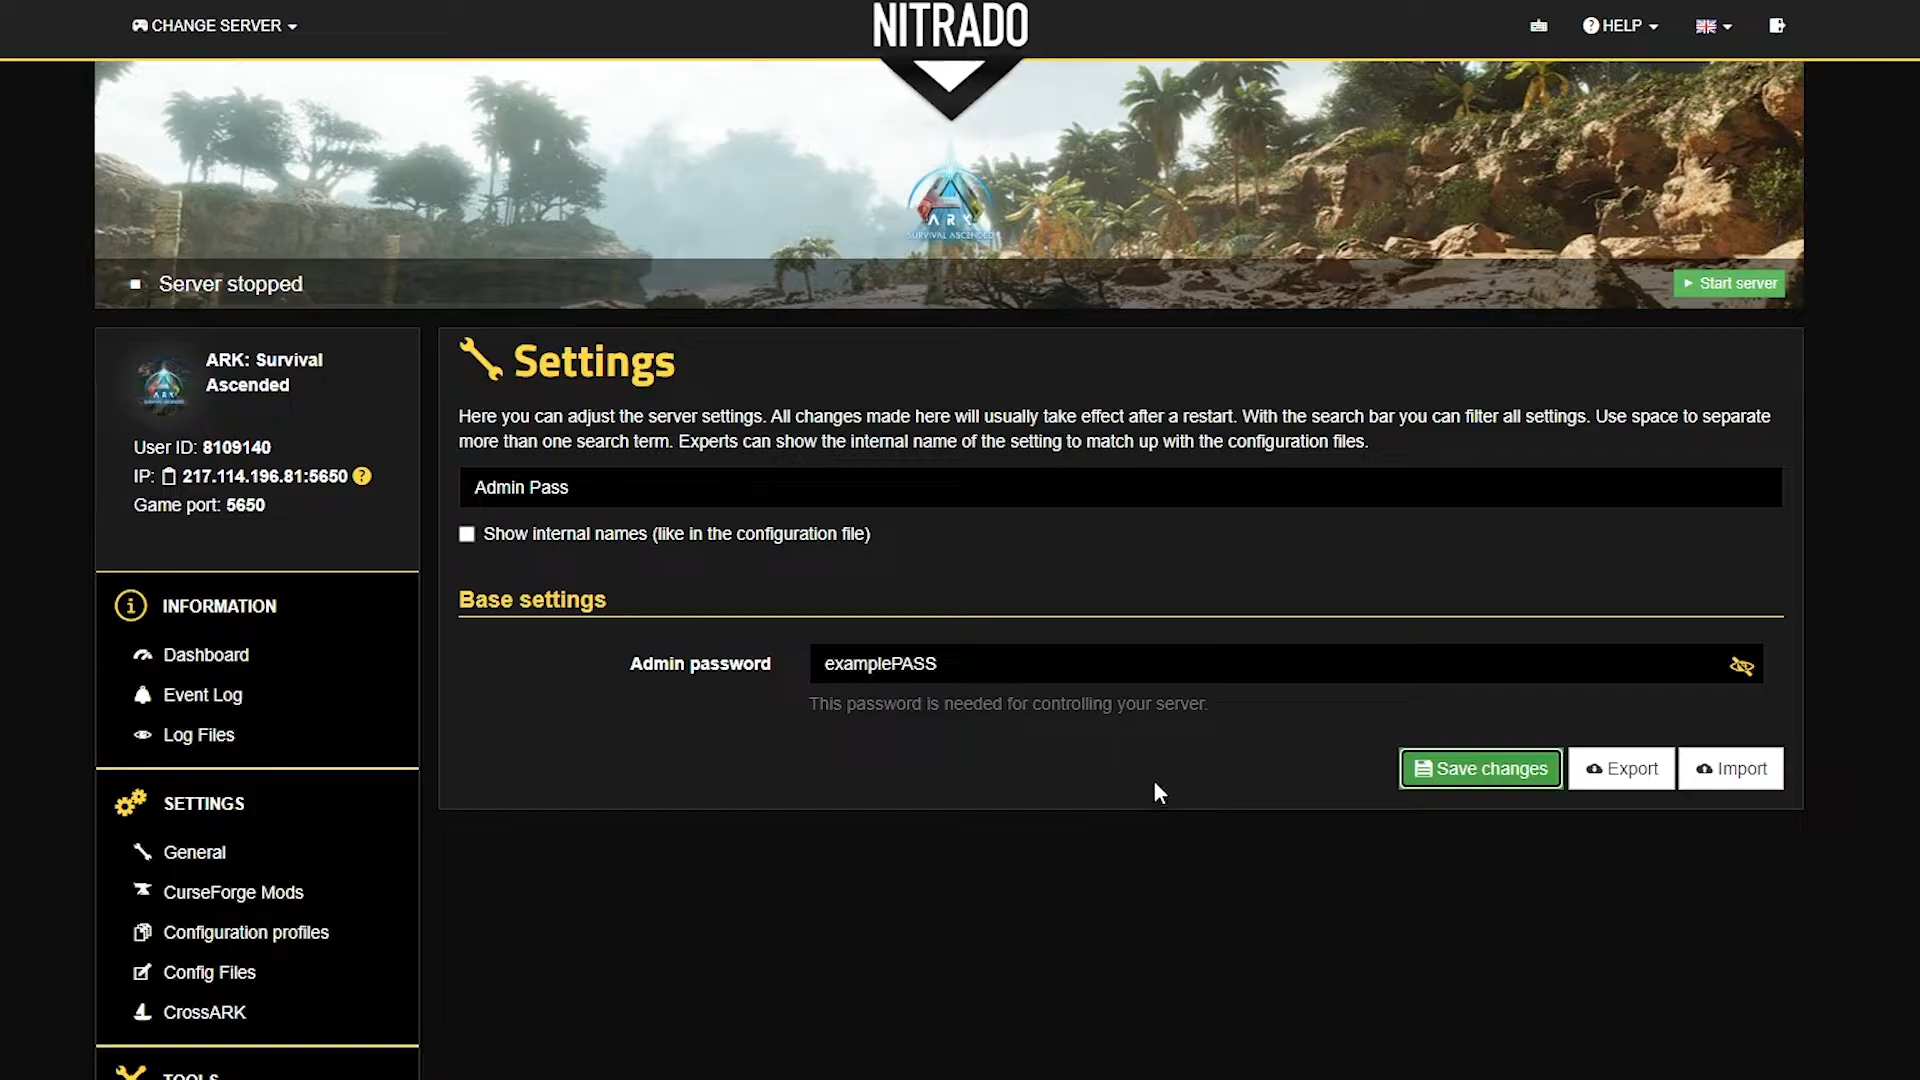 CHANGE SERVER
NITRADO
HELP
ARK
SURVIVAL ASCENDED
Server stopped
Start server
ARK: Survival
Ascended
User ID: 8109140
IP: 217.114.196.81:5650 ?
Game port: 5650
INFORMATION
Dashboard
Event Log
Log Files
SETTINGS
General
CurseForge Mods
Configuration profiles
Config Files
CrossARK
TOOLS
Settings
Here you can adjust the server settings. All changes made here will usually take effect after a restart. With the search bar you can filter all settings. Use space to separate
more than one search term. Experts can show the internal name of the setting to match up with the configuration files.
Admin Pass
Show internal names (like in the configuration file)
Base settings
Admin password
examplePASS
This password is needed for controlling your server.
Save changes
Export
Import